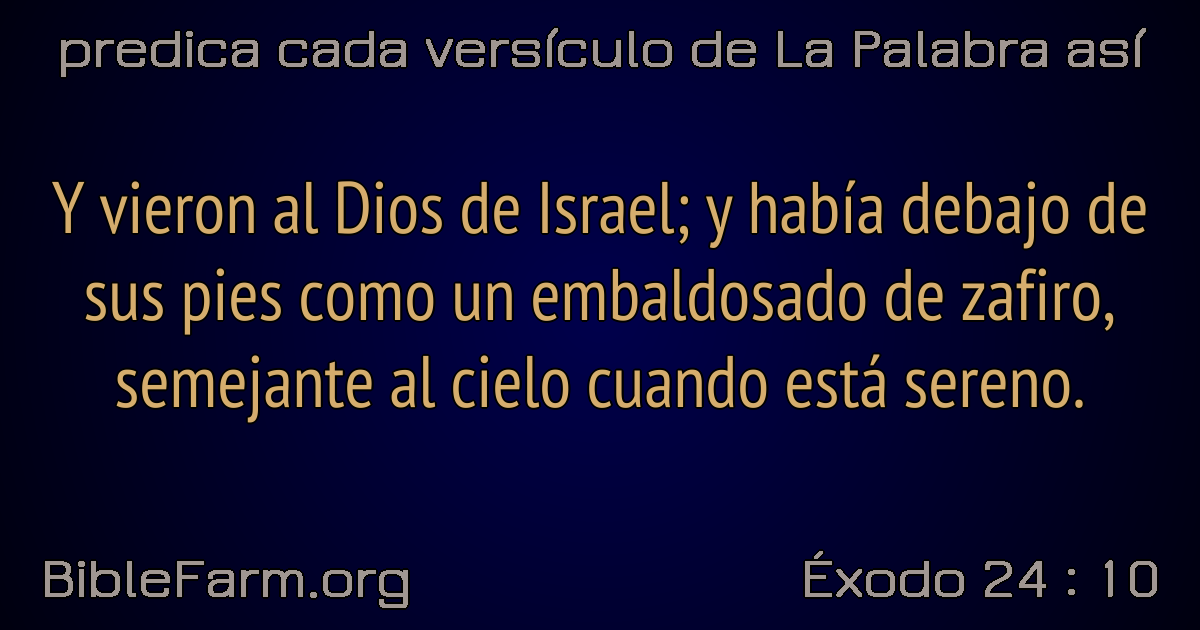 predica cada versículo de La Palabra así
Y vieron al Dios de Israel; y había debajo de
sus pies como un embaldosado de zafiro,
semejante al cielo cuando está sereno.
BibleFarm.org
Éxodo 24 : 10